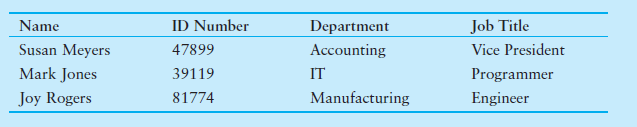 Name ID Number Department Job Title
Susan Meyers 47899 Accounting Vice President
Mark Jones 39119 IT Programmer
Joy Rogers 81774 Manufacturing Engineer